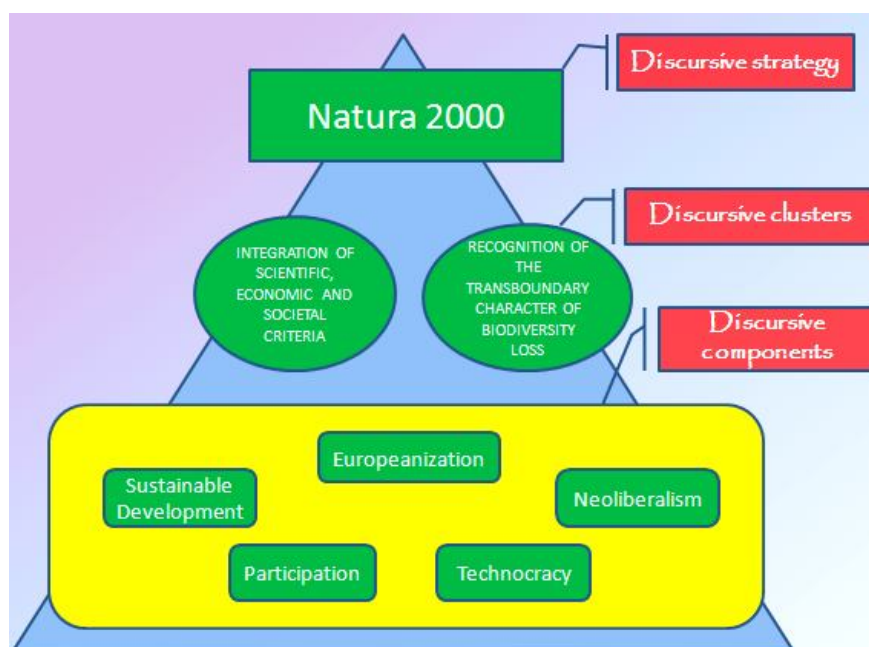 Discursive strategy
Natura 2000
Discursive clusters
INTEGRATION OF
SCIENTIFIC,
ECONOMIC AND
SOCIETAL
CRITERIA
RECOGNITION OF
THE
TRANSBOUNDARY
CHARACTER OF
BIODIVERSITY
LOSS
Discursive
components
Europeanization
Sustainable
Development
Neoliberalism
Participation
Technocracy